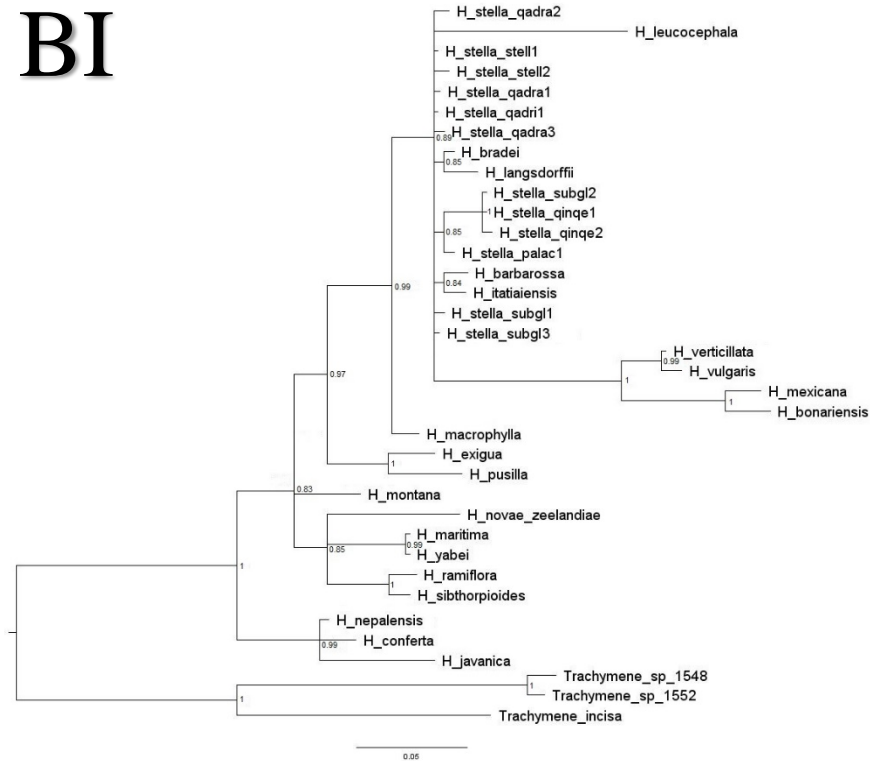 BI
H_stella_qadra2
H_leucocephala
H_stella_stell1
H_stella_stell2
H_stella_qadra1
H_stella_qadri1
H_stella_qadra3
0.89
H_bradei
0.85
H_langsdorffii
H_stella_subgl2
1
H_stella_qinqe1
H_stella_qinqe2
0.85
H_stella_palac1
H_barbarossa
0.84
H_itatiaiensis
0.99
H_stella_subgl1
H_stella_subgl3
H_verticillata
0.99
H_vulgaris
0.97
1
H_mexicana
1
H_bonariensis
H_macrophylla
H_exigua
1
H_pusilla
0.83
H_montana
H_novae_zeelandiae
H_maritima
0.99
0.85
H_yabei
1
H_ramiflora
1
H_sibthorpioides
H_nepalensis
0.99
H_conferta
H_javanica
Trachymene_sp_1548
1
Trachymene_sp_1552
1
Trachymene_incisa
0.05